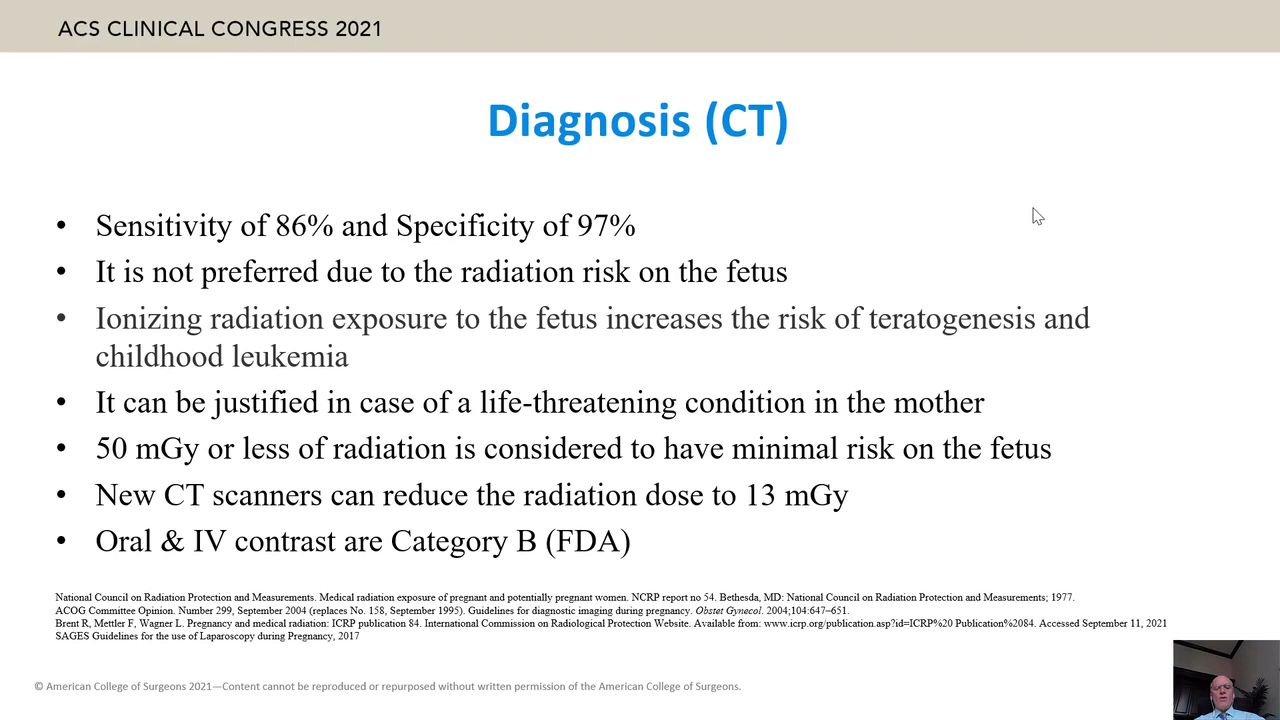 ACS CLINICAL CONGRESS 2021
Diagnosis (CT)
• Sensitivity of 86% and Specificity of 97%
• It is not preferred due to the radiation risk on the fetus
• Ionizing radiation exposure to the fetus increases the risk of teratogenesis and
childhood leukemia
• It can be justified in case of a life-threatening condition in the mother
• 50 mGy or less of radiation is considered to have minimal risk on the fetus
• New CT scanners can reduce the radiation dose to 13 mGy
• Oral & IV contrast are Category B (FDA)
National Council on Radiation Protection and Measurements. Medical radiation exposure of pregnant and potentially pregnant women. NCRP report no 54. Bethesda, MD: National Council on Radiation Protection and Measurements; 1977.
ACOG Committee Opinion. Number 299, September 2004 (replaces No. 158, September 1995). Guidelines for diagnostic imaging during pregnancy. Obstet Gynecol. 2004;104:647–651.
Brent R, Mettler F, Wagner L. Pregnancy and medical radiation: ICRP publication 84. International Commission on Radiological Protection Website. Available from: www.icrp.org/publication.asp?id=ICRP%20 Publication%2084. Accessed September 11, 2021
SAGES Guidelines for the use of Laparoscopy during Pregnancy, 2017
© American College of Surgeons 2021—Content cannot be reproduced or repurposed without written permission of the American College of Surgeons.